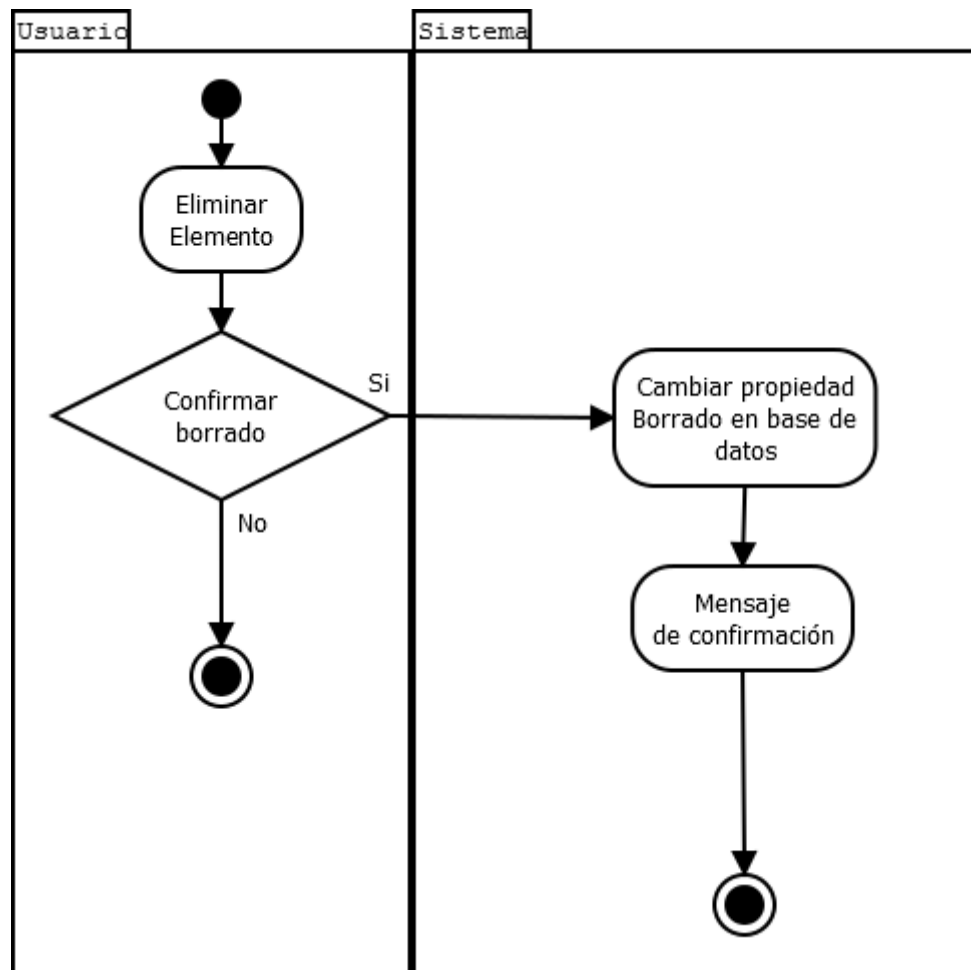 Usuario
Sistema
Eliminar
Elemento
Confirmar
borrado
Si
No
Cambiar propiedad
Borrado en base de
datos
Mensaje
de confirmación